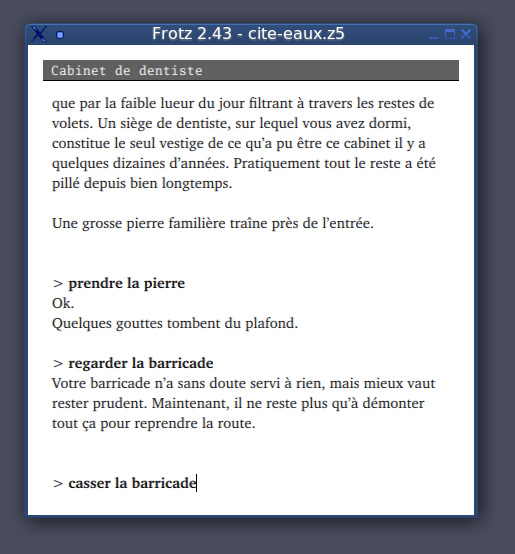 Frotz 2.43 - cite-eaux.z5
Cabinet de dentiste
que par la faible lueur du jour filtrant à travers les restes de
volets. Un siège de dentiste, sur lequel vous avez dormi,
constitue le seul vestige de ce qu’a pu être ce cabinet il y a
quelques dizaines d’années. Pratiquement tout le reste a été
pillé depuis bien longtemps.
Une grosse pierre familière traîne près de l’entrée.
> prendre la pierre
Ok.
Quelques gouttes tombent du plafond.
> regarder la barricade
Votre barricade n’a sans doute servi à rien, mais mieux vaut
rester prudent. Maintenant, il ne reste plus qu’à démonter
tout ça pour reprendre la route.
> casser la barricade